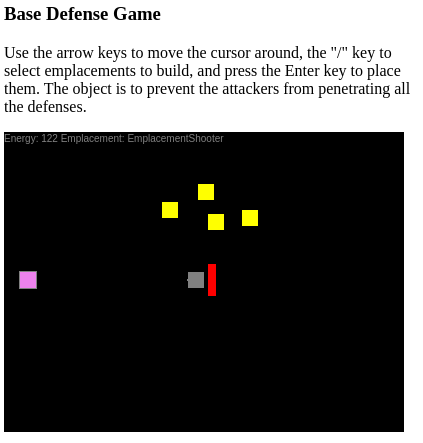 Base Defense Game
Use the arrow keys to move the cursor around, the "/" key to
select emplacements to build, and press the Enter key to place
them. The object is to prevent the attackers from penetrating all
the defenses.
Energy: 122 Emplacement: EmplacementShooter